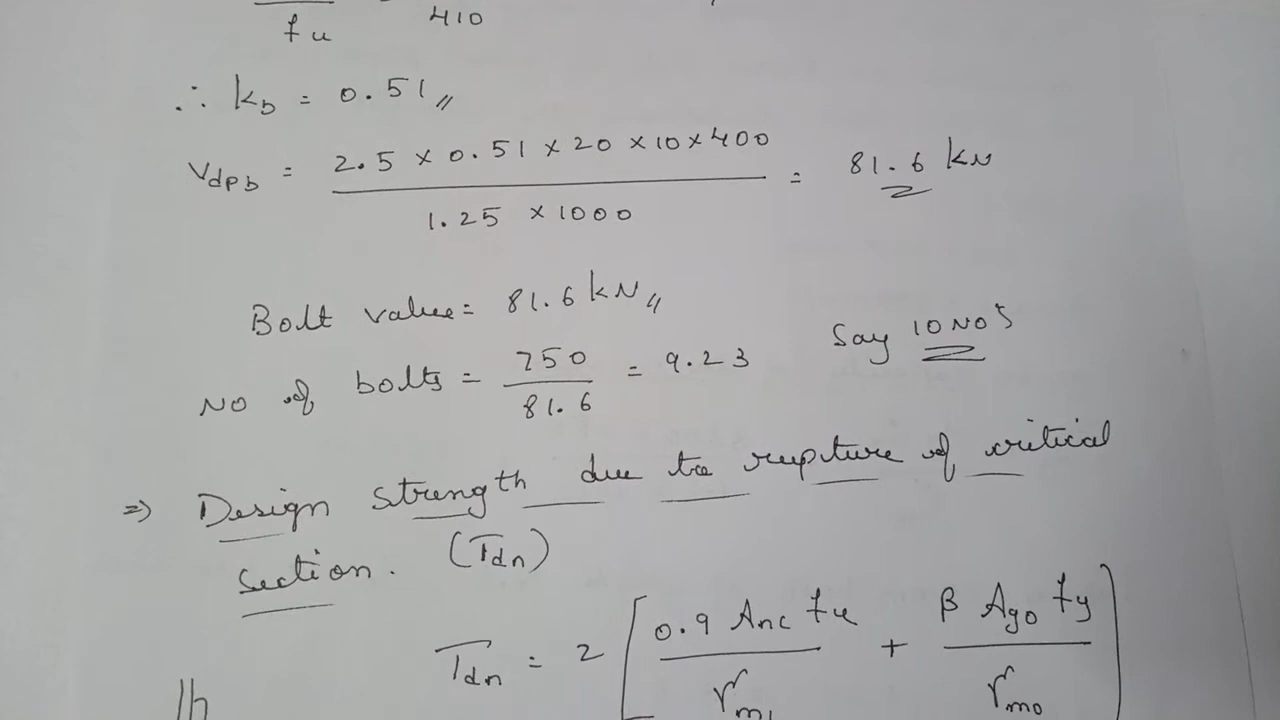 fu 410
∴ kb = 0.51
Vdpb = 2.5 × 0.51 × 20 × 10 × 400 / 1.25 × 1000 = 81.6 kN
Bolt value = 81.6 kN
No of bolts = 750 / 81.6 = 9.23 Say 10 NOS
⇒ Design strength due to rupture of critical
section. (Tdn)
Tdn = 2 [ 0.9 Anc fu / γm1 + β Ago fy / γm0 ]